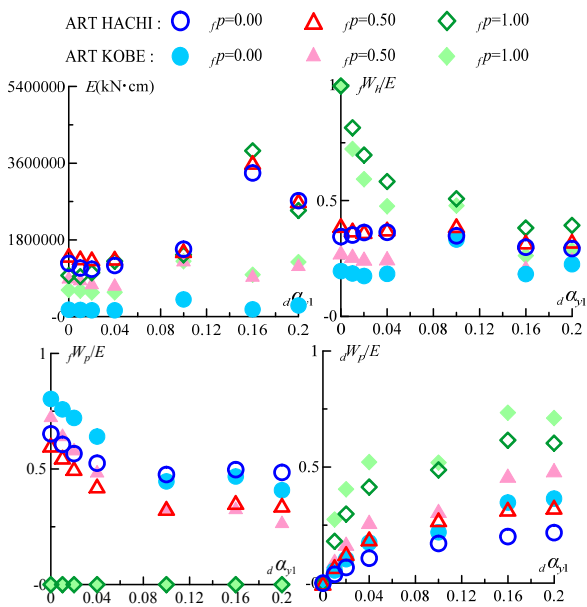 ART HACHI : fp=0.00 fp=0.50 fp=1.00
ART KOBE : fp=0.00 fp=0.50 fp=1.00
E(kN·cm)
5400000
3600000
1800000
-0
0 0.04 0.08 0.12 0.16 0.2
dαy1
fWh/E
1
0.5
-0
0 0.04 0.08 0.12 0.16 0.2
dαy1
fWp/E
1
0.5
-0
0 0.04 0.08 0.12 0.16 0.2
dαy1
dWp/E
1
0.5
-0
0 0.04 0.08 0.12 0.16 0.2
dαy1